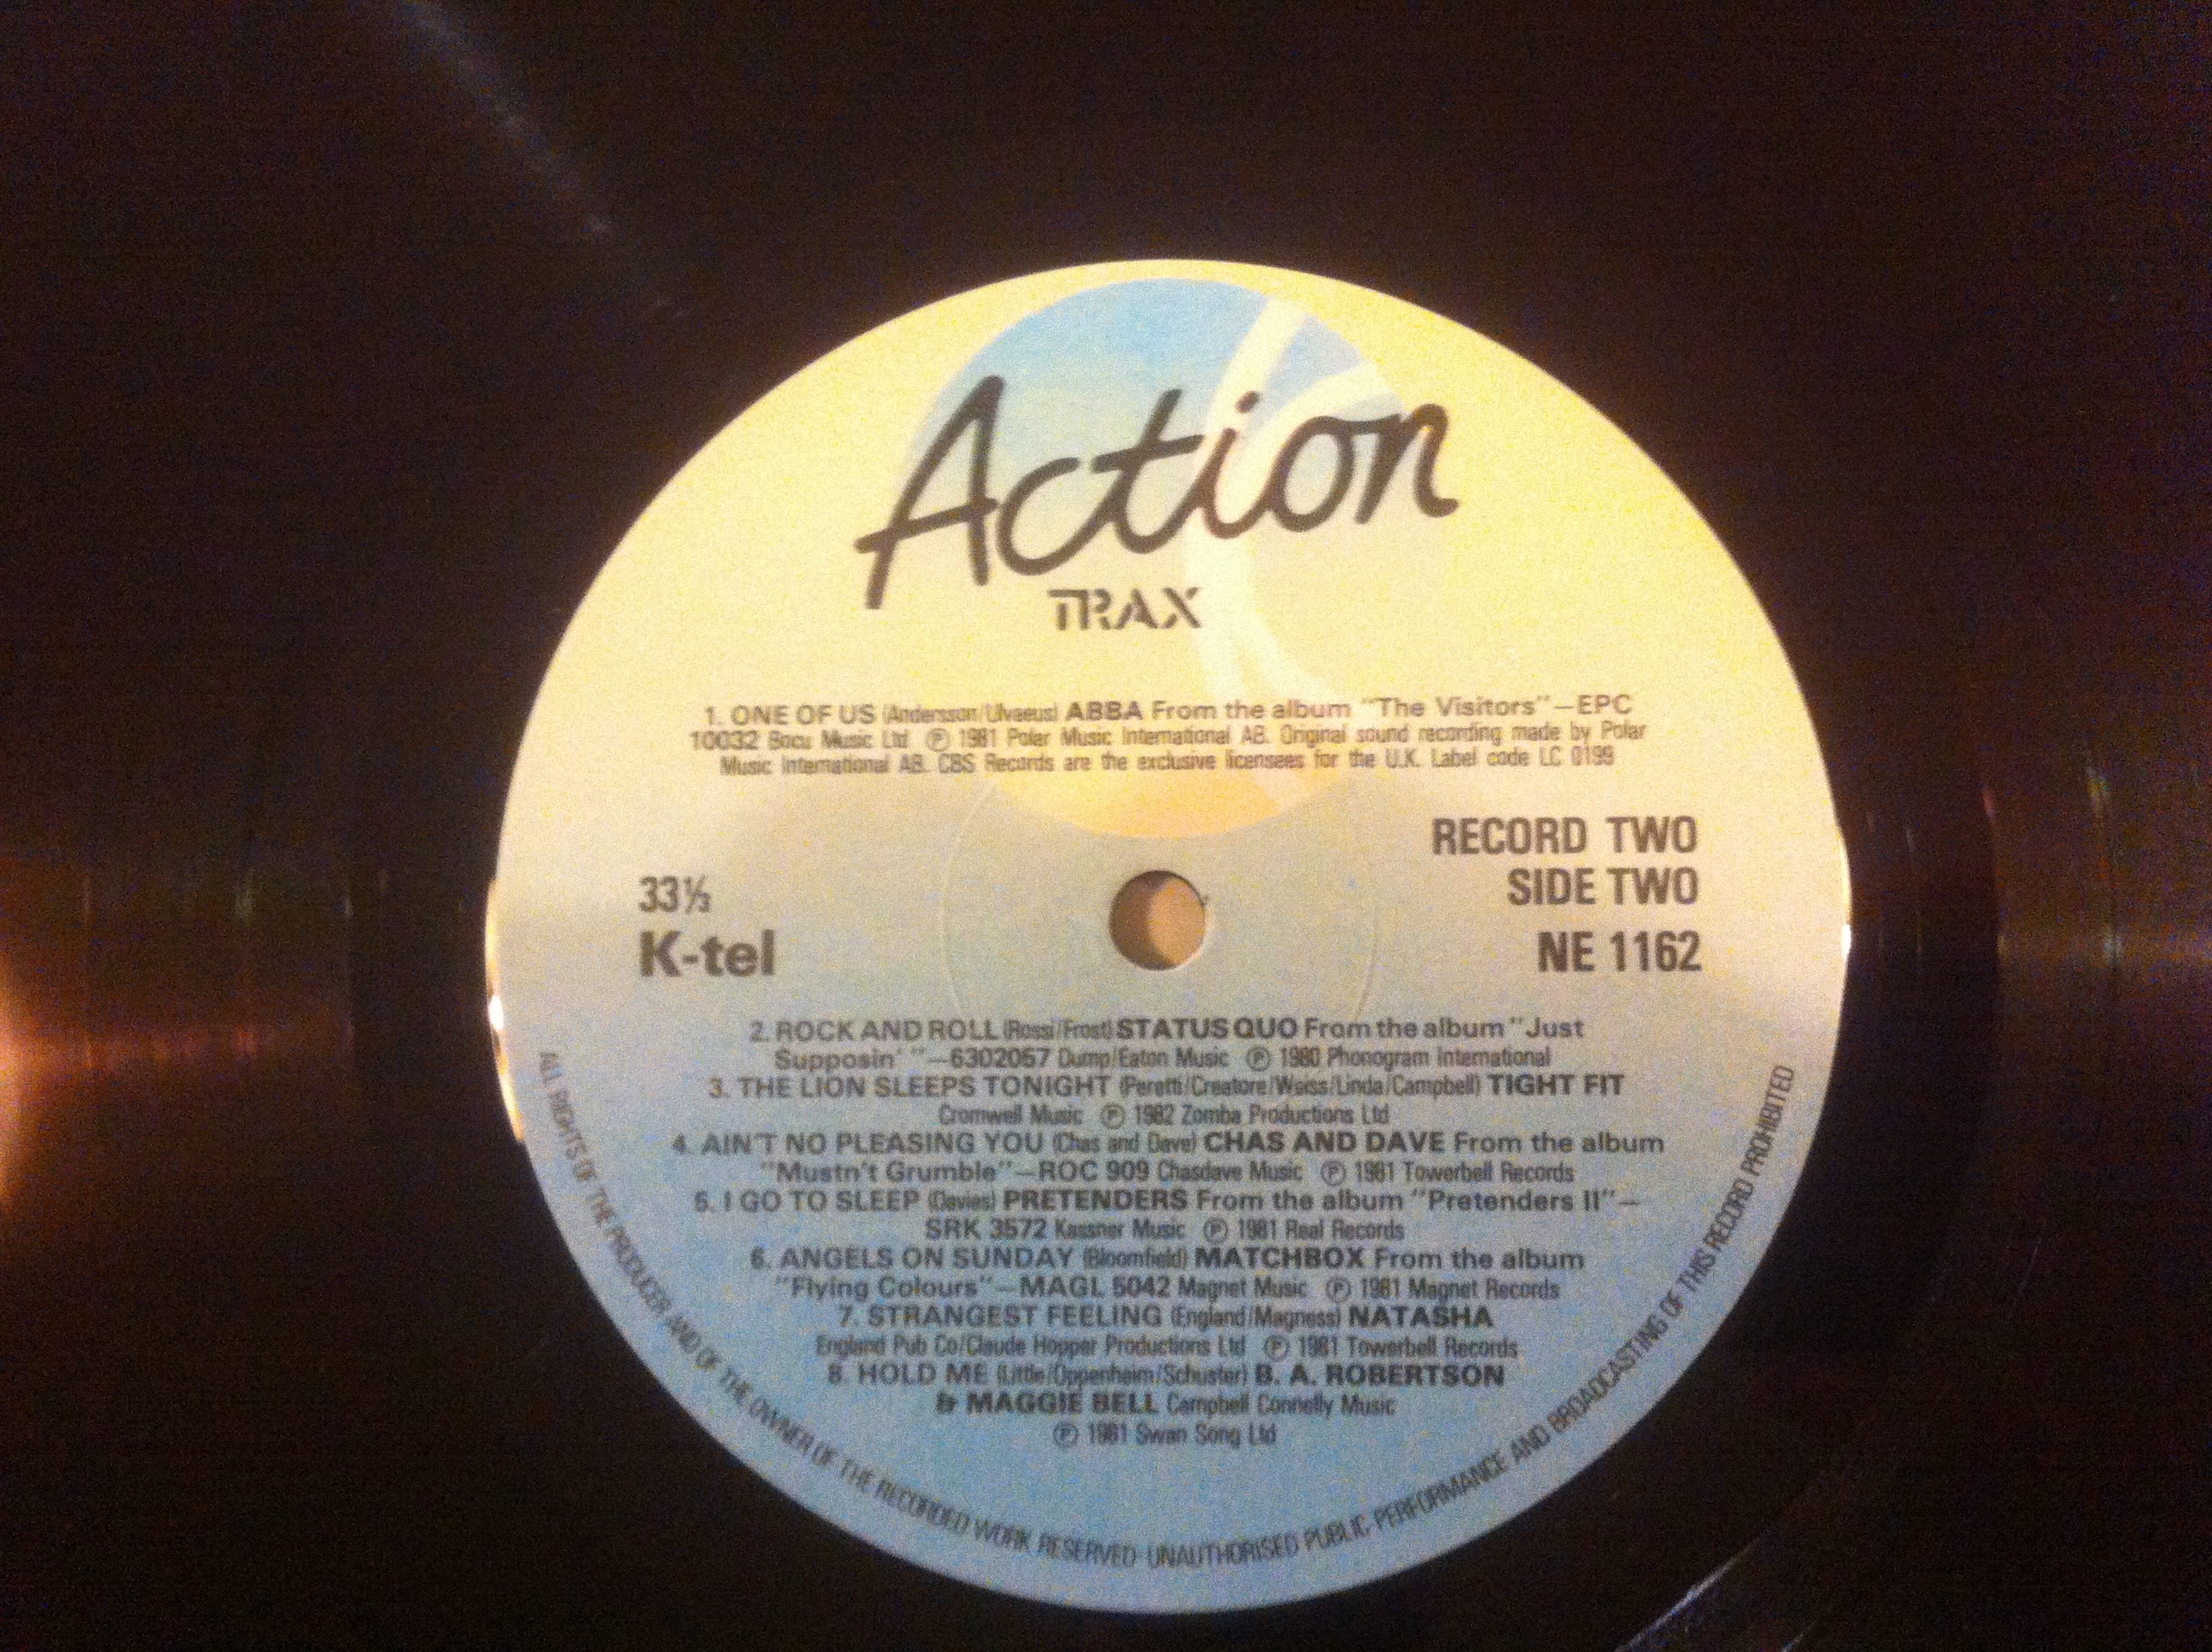 Action
TRAX
1. ONE OF US (Andersson/Ulvaeus) ABBA From the album "The Visitors"—EPC
10032 Bocu Music Ltd Ⓟ 1981 Polar Music International AB. Original sound recording made by Polar
Music International AB. CBS Records are the exclusive licensees for the U.K. Label code LC 0199
RECORD TWO
SIDE TWO
NE 1162
33⅓
K-tel
2. ROCK AND ROLL (Rossi/Frost) STATUS QUO From the album "Just
Supposin' "—6302057 Dump/Eaton Music Ⓟ 1980 Phonogram International
3. THE LION SLEEPS TONIGHT (Peretti/Creatore/Weiss/Linda/Campbell) TIGHT FIT
Cromwell Music Ⓟ 1982 Zomba Productions Ltd
4. AIN'T NO PLEASING YOU (Chas and Dave) CHAS AND DAVE From the album
"Mustn't Grumble"—ROC 909 Chasdave Music Ⓟ 1981 Towerbell Records
5. I GO TO SLEEP (Davies) PRETENDERS From the album "Pretenders II"—
SRK 3572 Kassner Music Ⓟ 1981 Real Records
6. ANGELS ON SUNDAY (Bloomfield) MATCHBOX From the album
"Flying Colours"—MAGL 5042 Magnet Music Ⓟ 1981 Magnet Records
7. STRANGEST FEELING (England/Magness) NATASHA
England Pub Co/Claude Hopper Productions Ltd Ⓟ 1981 Towerbell Records
8. HOLD ME (Little/Oppenheim/Schuster) B. A. ROBERTSON
& MAGGIE BELL Campbell Connelly Music
Ⓟ 1981 Swan Song Ltd
ALL RIGHTS OF THE PRODUCER AND OF THE OWNER OF THE RECORDED WORK RESERVED UNAUTHORISED PUBLIC PERFORMANCE AND BROADCASTING OF THIS RECORD PROHIBITED